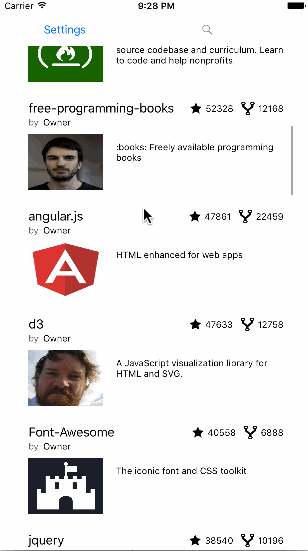 Carrier 9:28 PM
Settings
source codebase and curriculum. Learn
to code and help nonprofits.
free-programming-books 52328 12168
by Owner
:books: Freely available programming
books
angular.js 47861 22459
by Owner
A
HTML enhanced for web apps
d3 47633 12758
by Owner
A JavaScript visualization library for
HTML and SVG.
Font-Awesome 40558 6888
by Owner
The iconic font and CSS toolkit
jquery 38540 10196